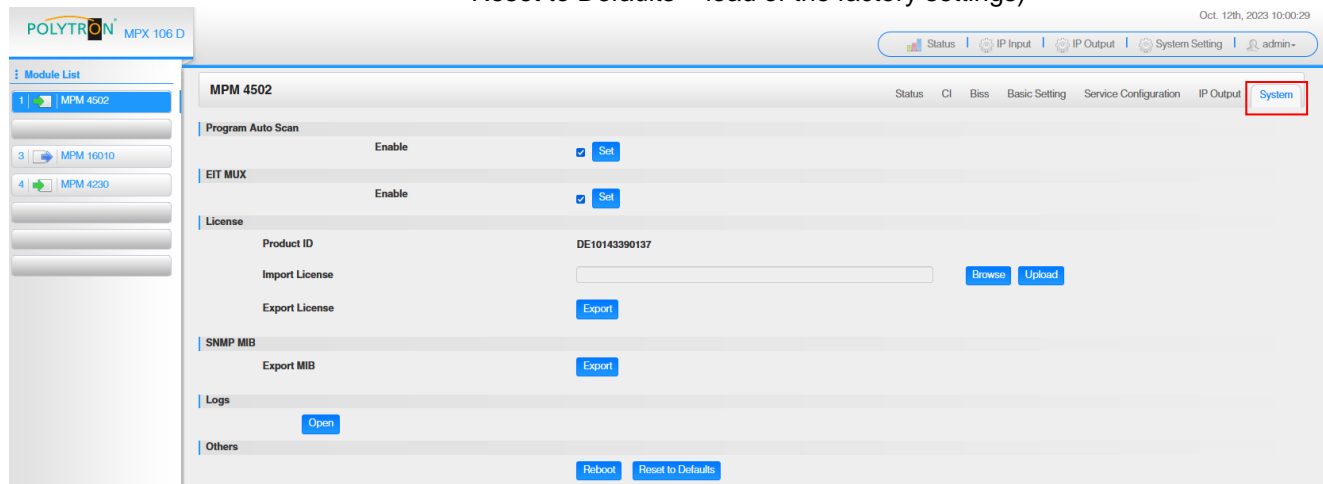 Reset to Defaults – load of the factory settings)
POLYTRON MPX 106 D
Oct. 12th, 2023 10:00:29
Status IP Input IP Output System Setting admin
Module List
1 MPM 4502
3 MPM 16010
4 MPM 4230
MPM 4502
Status CI Biss Basic Setting Service Configuration IP Output System
Program Auto Scan
Enable Set
EIT MUX
Enable Set
License
Product ID DE10143390137
Import License Browse Upload
Export License Export
SNMP MIB
Export MIB Export
Logs
Open
Others
Reboot Reset to Defaults